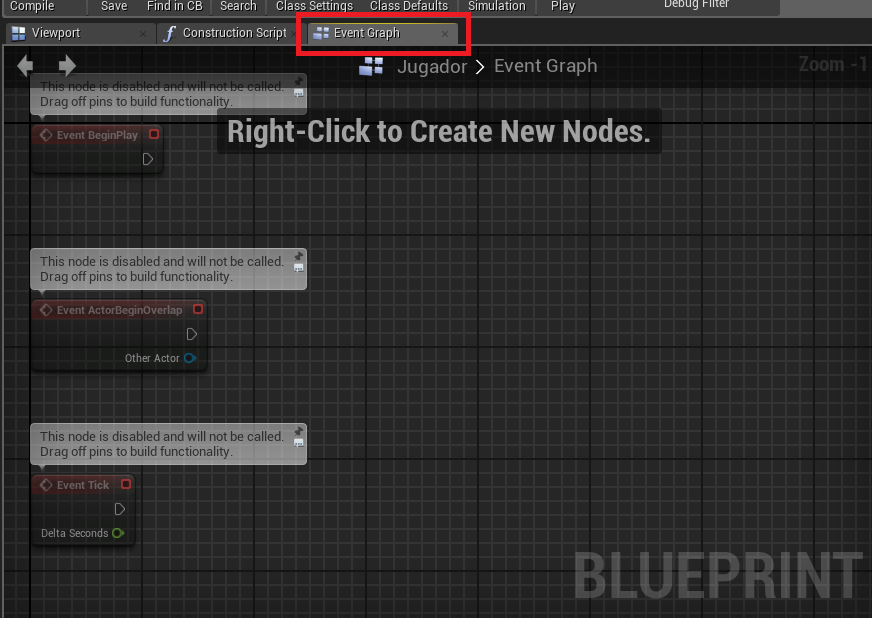 Compile Save Find in CB Search Class Settings Class Defaults Simulation Play Debug Filter
Viewport Construction Script Event Graph
Jugador > Event Graph
Zoom -1
This node is disabled and will not be called.
Drag off pins to build functionality.
Right-Click to Create New Nodes.
Event BeginPlay
This node is disabled and will not be called.
Drag off pins to build functionality.
Event ActorBeginOverlap
Other Actor
This node is disabled and will not be called.
Drag off pins to build functionality.
Event Tick
Delta Seconds
BLUEPRINT